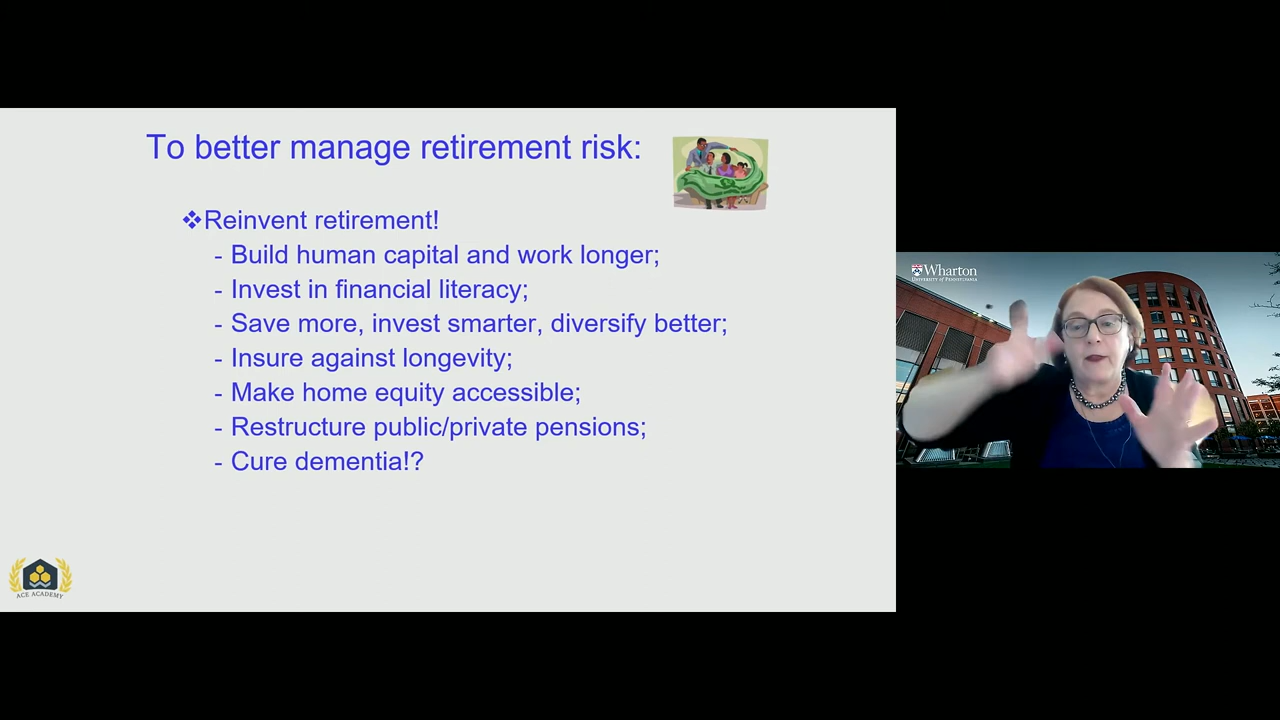 To better manage retirement risk:
❖Reinvent retirement!
- Build human capital and work longer;
- Invest in financial literacy;
- Save more, invest smarter, diversify better;
- Insure against longevity;
- Make home equity accessible;
- Restructure public/private pensions;
- Cure dementia!?
ACE ACADEMY
Wharton
UNIVERSITY of PENNSYLVANIA